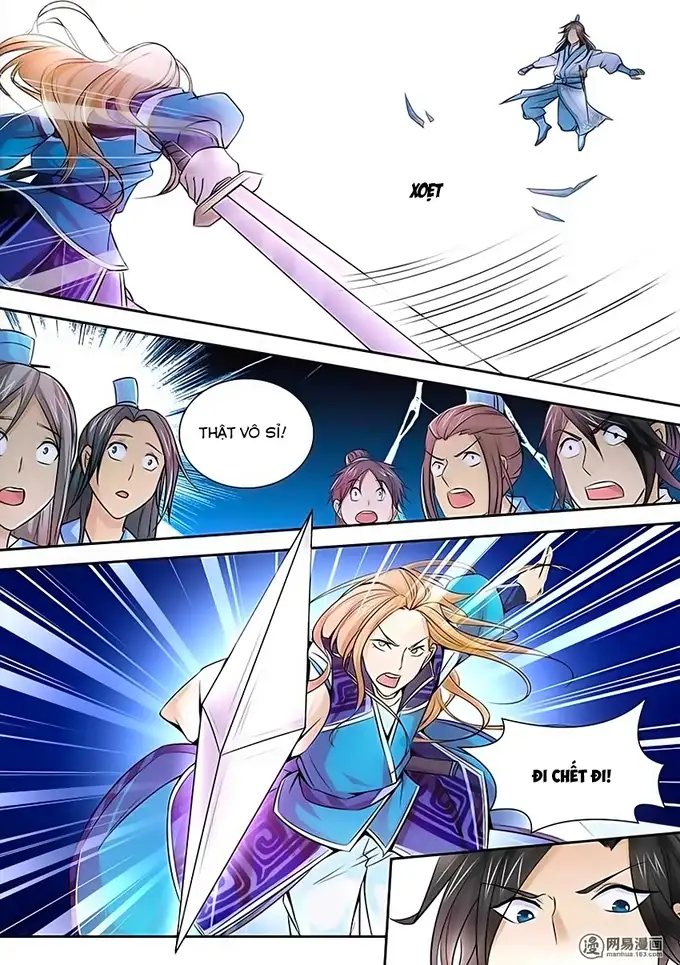 XOẸT
THẬT VÔ SỈ!
ĐI CHẾT ĐI!
网易漫画
manhua.163.com